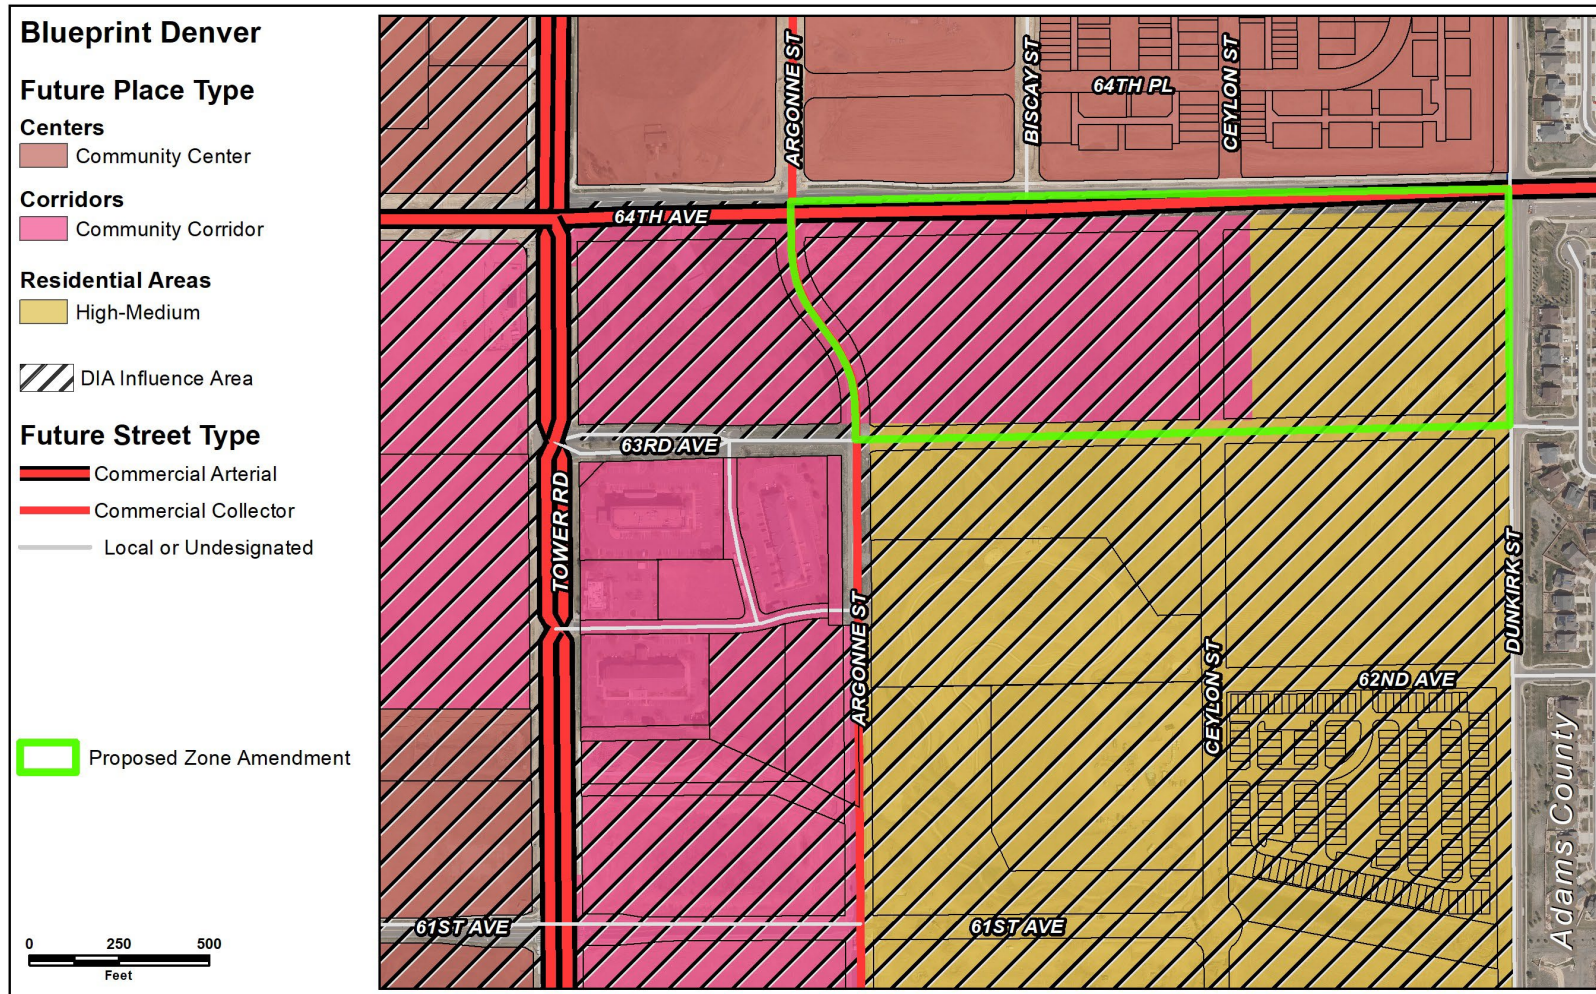 Blueprint Denver
Future Place Type
Centers
Community Center
Corridors
Community Corridor
Residential Areas
High-Medium
DIA Influence Area
Future Street Type
Commercial Arterial
Commercial Collector
Local or Undesignated
Proposed Zone Amendment
0 250 500
Feet
ARGONNE ST
BISCAY ST
CEYLON ST
64TH PL
64TH AVE
63RD AVE
TOWER RD
ARGONNE ST
CEYLON ST
DUNKIRK ST
62ND AVE
61ST AVE
61ST AVE
Adams County